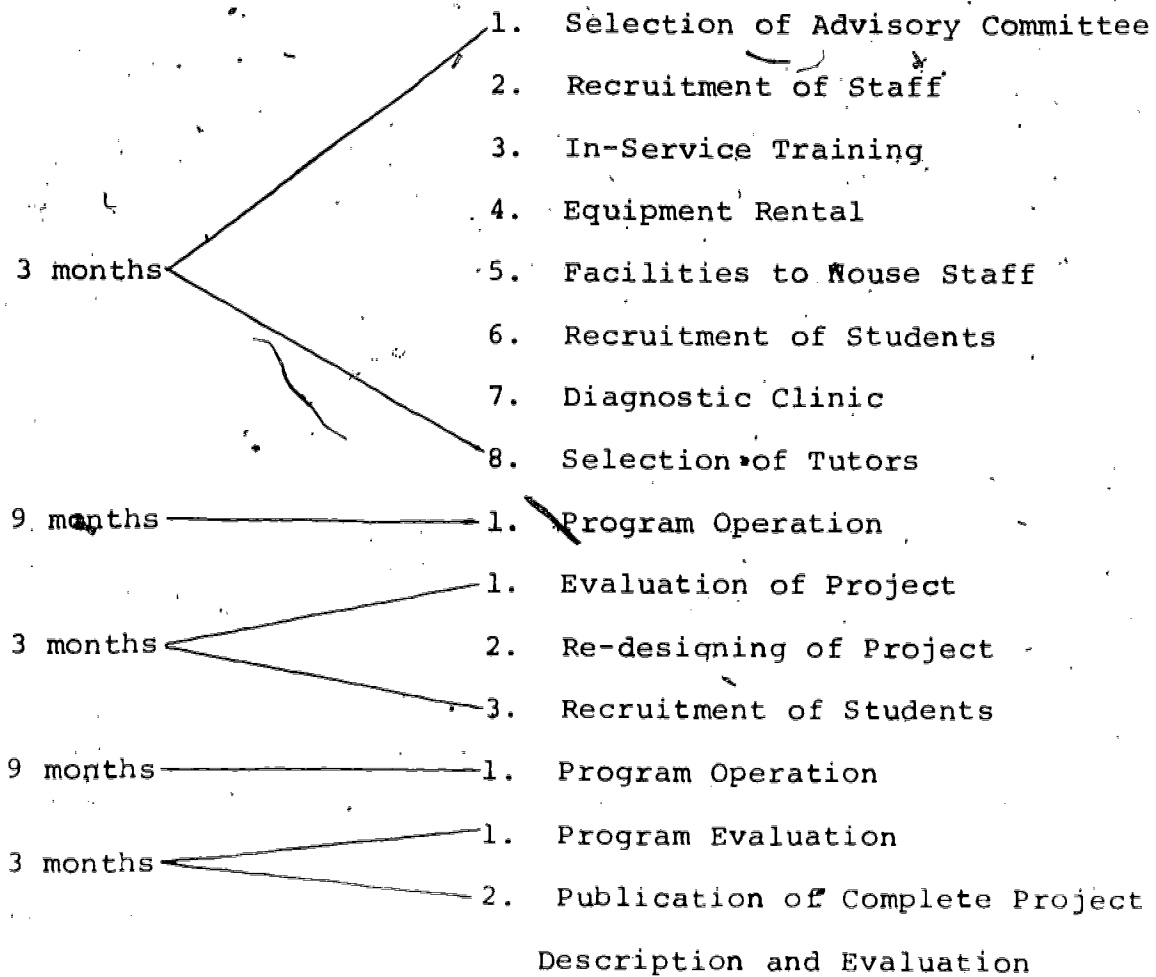 1. Selection of Advisory Committee
2. Recruitment of Staff
3. In-Service Training
4. Equipment Rental
3 months
5. Facilities to House Staff
6. Recruitment of Students
7. Diagnostic Clinic
8. Selection of Tutors
9 months
1. Program Operation
1. Evaluation of Project
3 months
2. Re-designing of Project
3. Recruitment of Students
9 months
1. Program Operation
1. Program Evaluation
3 months
2. Publication of Complete Project
Description and Evaluation